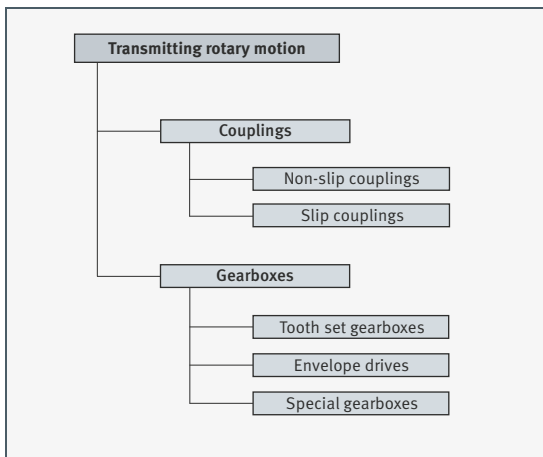 Transmitting rotary motion
Couplings
Non-slip couplings
Slip couplings
Gearboxes
Tooth set gearboxes
Envelope drives
Special gearboxes